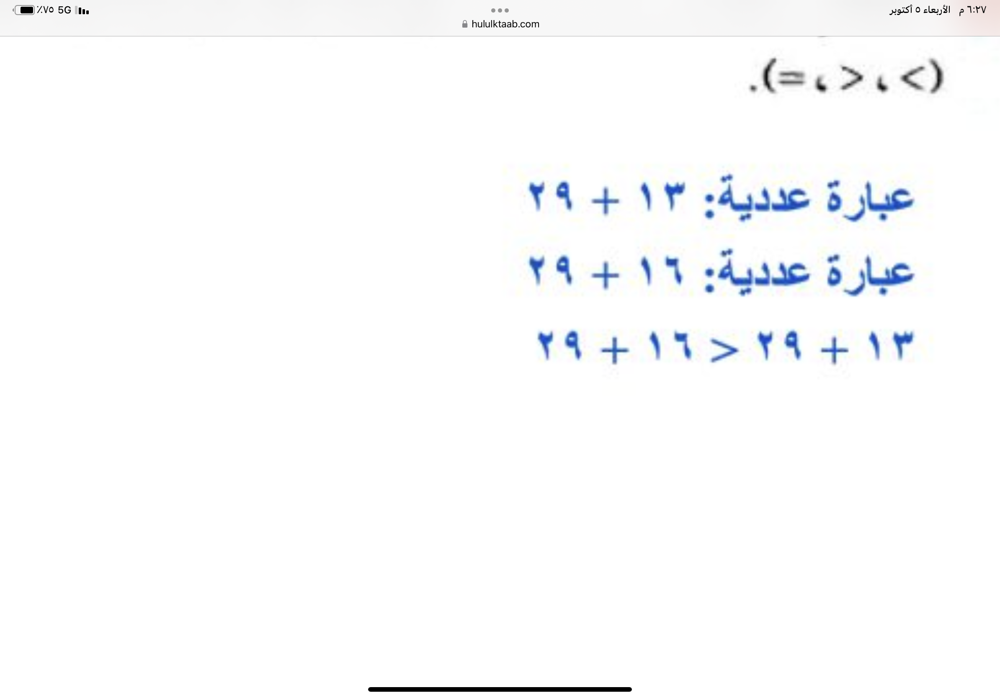 ٦:٢٧ م الأربعاء ٥ أكتوبر
5G ٧٥٪
hululktaab.com
(> ، < ، =).
عبارة عددية: ١٣ + ٢٩
عبارة عددية: ١٦ + ٢٩
١٣ + ٢٩ < ١٦ + ٢٩